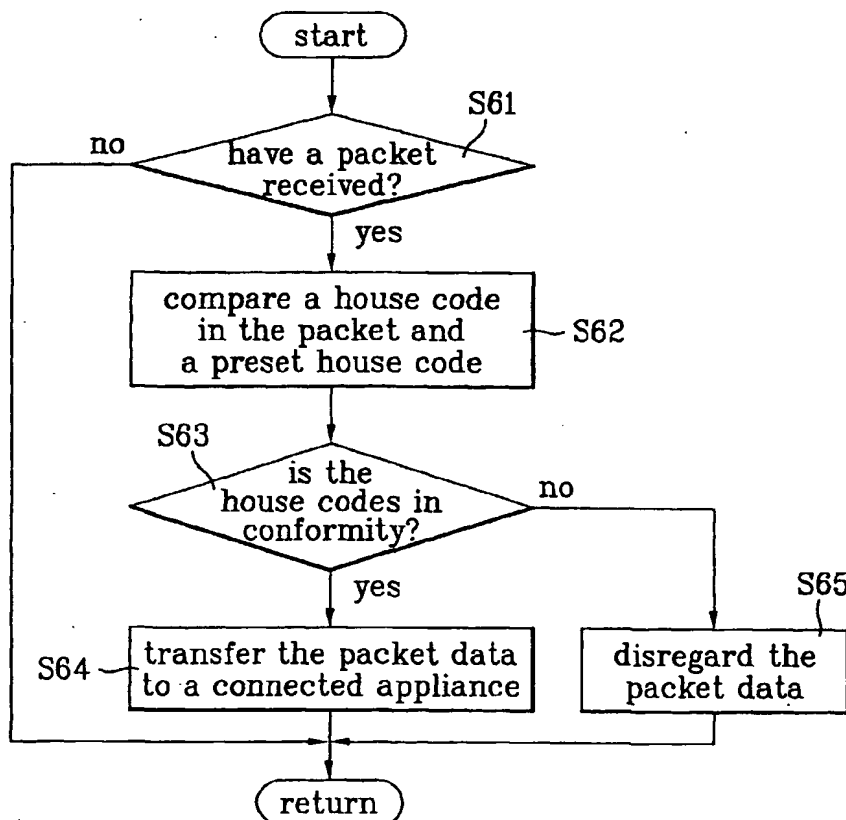 start
S61
no
have a packet
received?
yes
compare a house code
in the packet and
a preset house code
S62
S63
is the
house codes in
conformity?
no
yes
S65
S64
transfer the packet data
to a connected appliance
disregard the
packet data
return